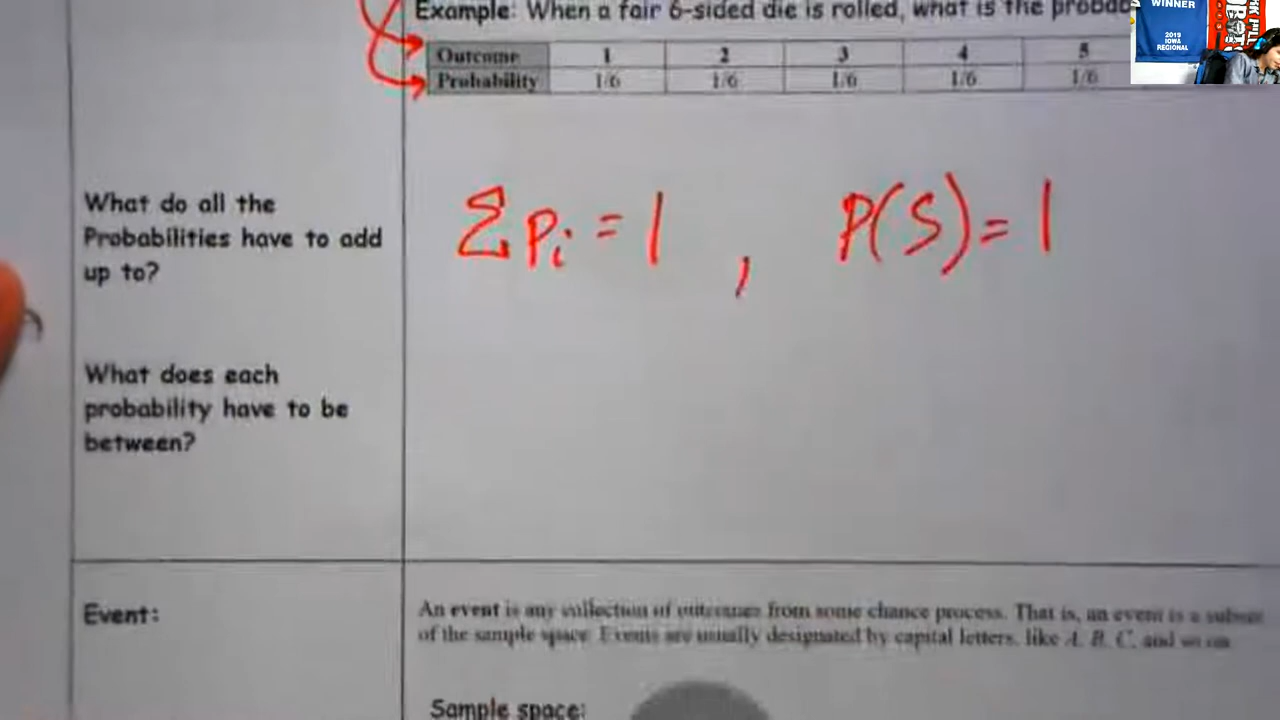 Example: When a fair 6-sided die is rolled, what is the
WINNER
2019
IOWA
REGIONAL
Outcome 1 2 3 4 5
Probability 1/6 1/6 1/6 1/6 1/6
What do all the
Probabilities have to add
up to?
Σpᵢ = 1 , P(S) = 1
What does each
probability have to be
between?
Event:
An event is any collection of outcomes from some chance process. That is, an event is a subset
of the sample space. Events are usually designated by capital letters, like A, B, C, and so on
Sample space: